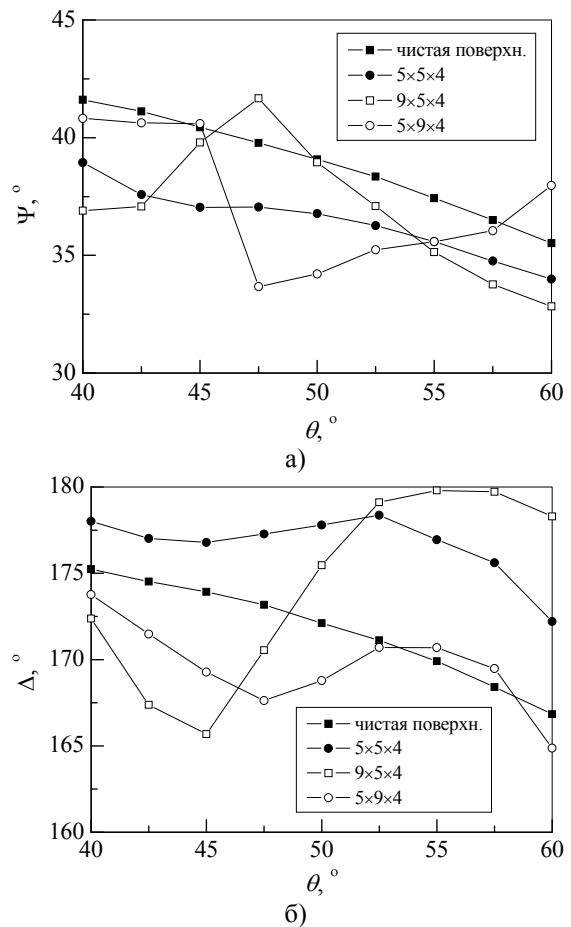 45
40
35
30
Ψ, °
чистая поверхн.
5×5×4
9×5×4
5×9×4
40 45 50 55 60
θ, °
а)
180
175
170
165
160
Δ, °
чистая поверхн.
5×5×4
9×5×4
5×9×4
40 45 50 55 60
θ, °
б)